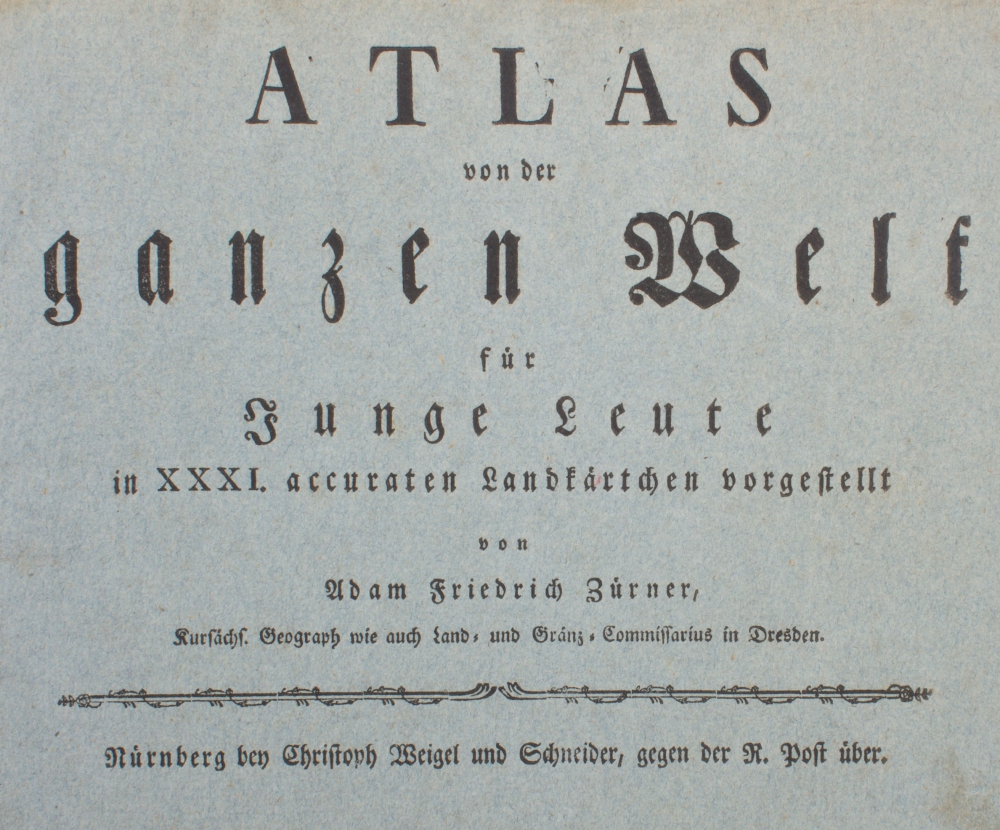 ATLAS
von der
ganzen Welt
für
Junge Leute
in XXXI. accuraten Landkärtchen vorgestellt
von
Adam Friedrich Zürner,
Kursächs. Geograph wie auch Land- und Gränz-Commissarius in Dresden.
Nürnberg bey Christoph Weigel und Schneider, gegen der R. Post über.